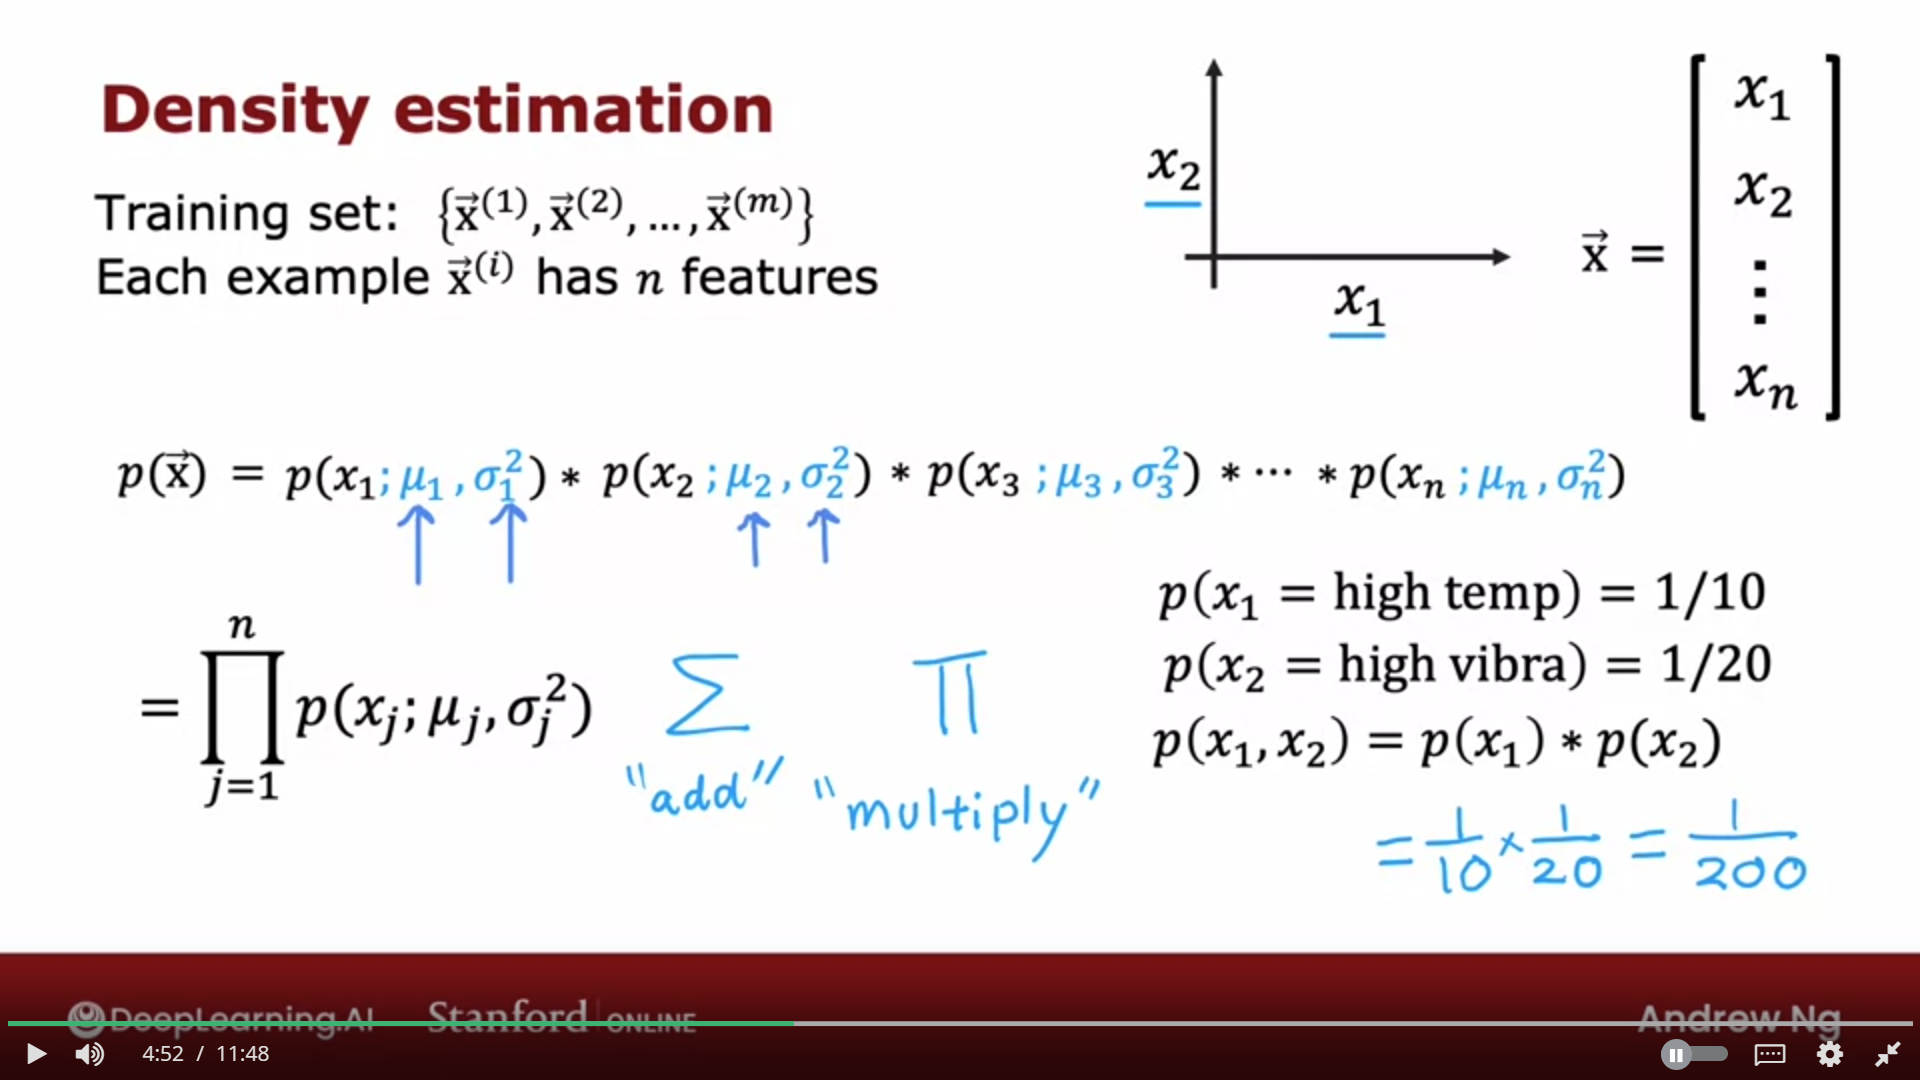 Density estimation
Training set: {x⃗^(1), x⃗^(2), ..., x⃗^(m)}
Each example x⃗^(i) has n features
x₂
x₁
x⃗ = [ x₁
x₂
⋮
xₙ ]
p(x⃗) = p(x₁; μ₁, σ₁²) * p(x₂; μ₂, σ₂²) * p(x₃; μ₃, σ₃²) * ⋯ * p(xₙ; μₙ, σₙ²)
= ∏_{j=1}^{n} p(xⱼ; μⱼ, σⱼ²)
Σ
"add"
Π
"multiply"
p(x₁ = high temp) = 1/10
p(x₂ = high vibra) = 1/20
p(x₁, x₂) = p(x₁) * p(x₂)
= 1/10 × 1/20 = 1/200
DeepLearning.AI
Stanford | ONLINE
Andrew Ng
4:52 / 11:48